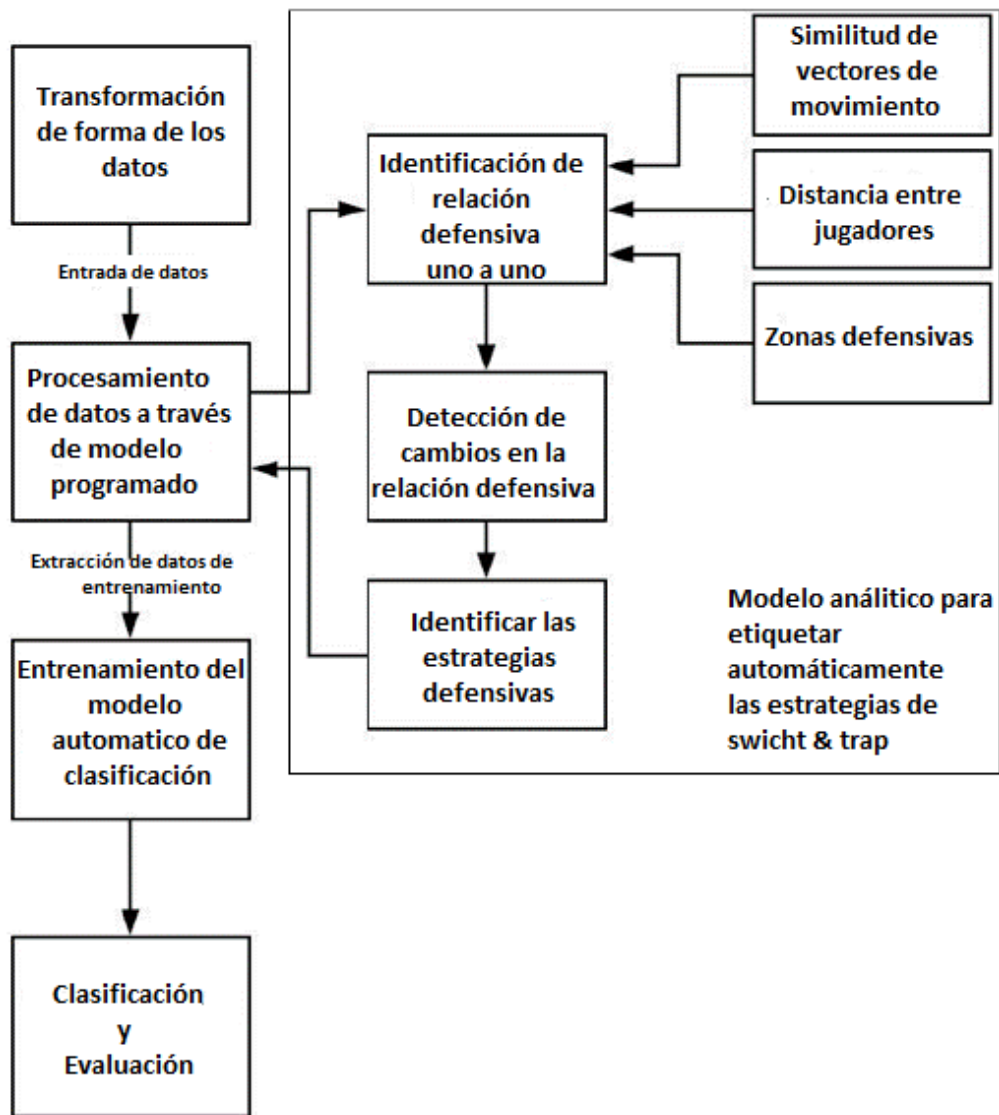 Transformación
de forma de los
datos
Entrada de datos
Procesamiento
de datos a través
de modelo
programado
Extracción de datos de
entrenamiento
Entrenamiento del
modelo
automatico de
clasificación
Clasificación
y
Evaluación
Identificación de
relación
defensiva
uno a uno
Detección de
cambios en la
relación defensiva
Identificar las
estrategias
defensivas
Similitud de
vectores de
movimiento
Distancia entre
jugadores
Zonas defensivas
Modelo análitico para
etiquetar
automáticamente
las estrategias de
swicht & trap